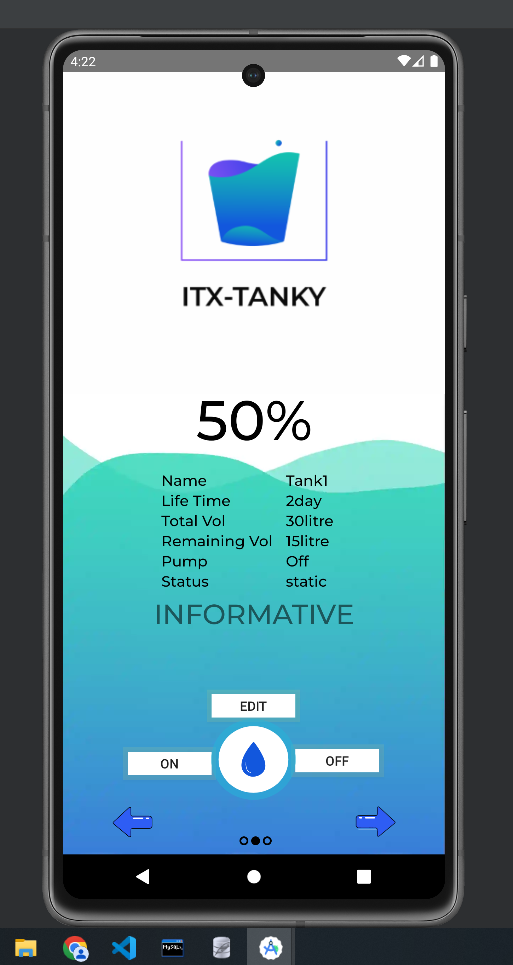 4:22
ITX-TANKY
50%
Name Tank1
Life Time 2day
Total Vol 30litre
Remaining Vol 15litre
Pump Off
Status static
INFORMATIVE
EDIT
ON OFF
MySQL